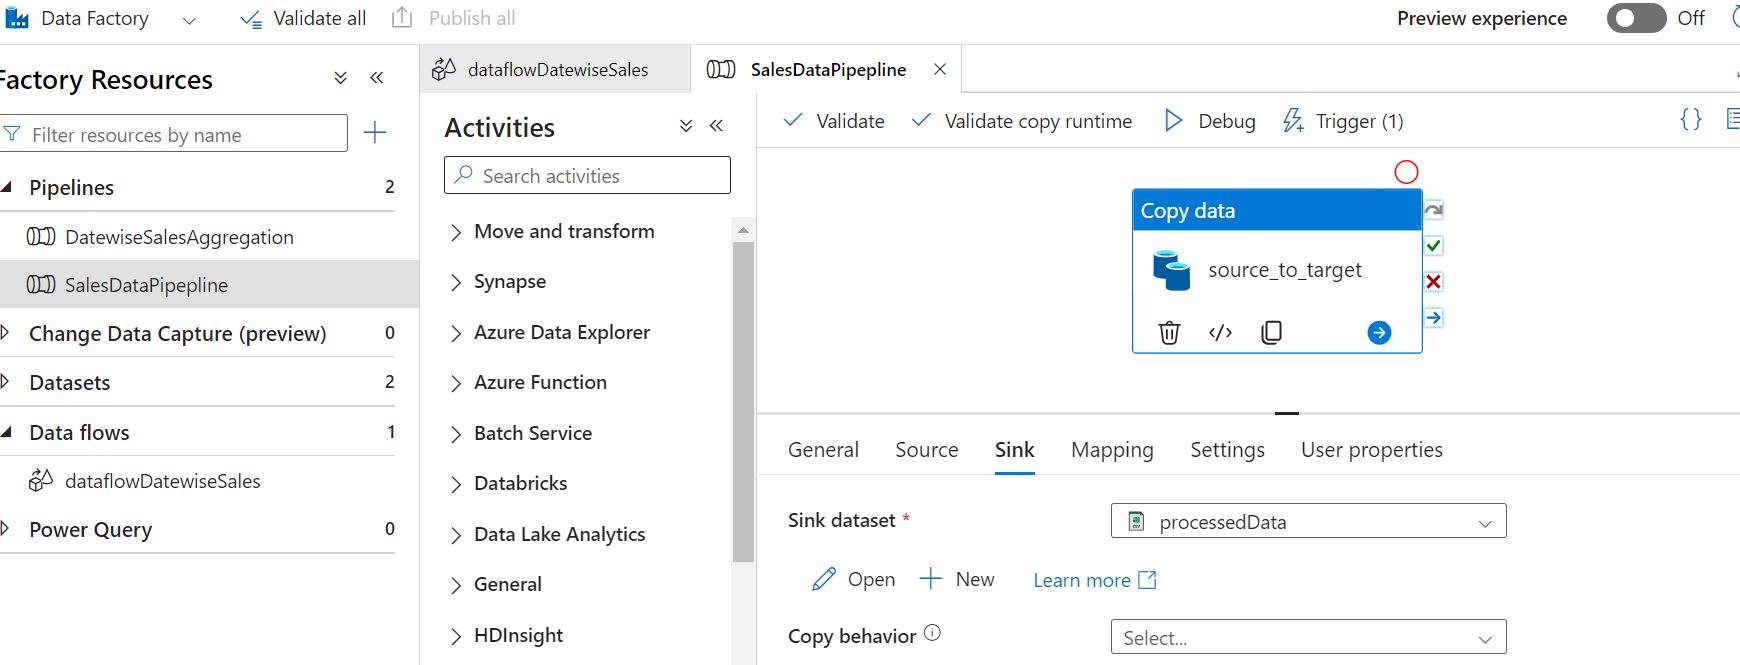 Data Factory
Validate all
Publish all
Preview experience
Off
Factory Resources
Filter resources by name
Pipelines 2
DatewiseSalesAggregation
SalesDataPipepline
Change Data Capture (preview) 0
Datasets 2
Data flows 1
dataflowDatewiseSales
Power Query 0
dataflowDatewiseSales
SalesDataPipepline
Activities
Search activities
Move and transform
Synapse
Azure Data Explorer
Azure Function
Batch Service
Databricks
Data Lake Analytics
General
HDInsight
Validate
Validate copy runtime
Debug
Trigger (1)
Copy data
source_to_target
General
Source
Sink
Mapping
Settings
User properties
Sink dataset *
processedData
Open
New
Learn more
Copy behavior
Select...